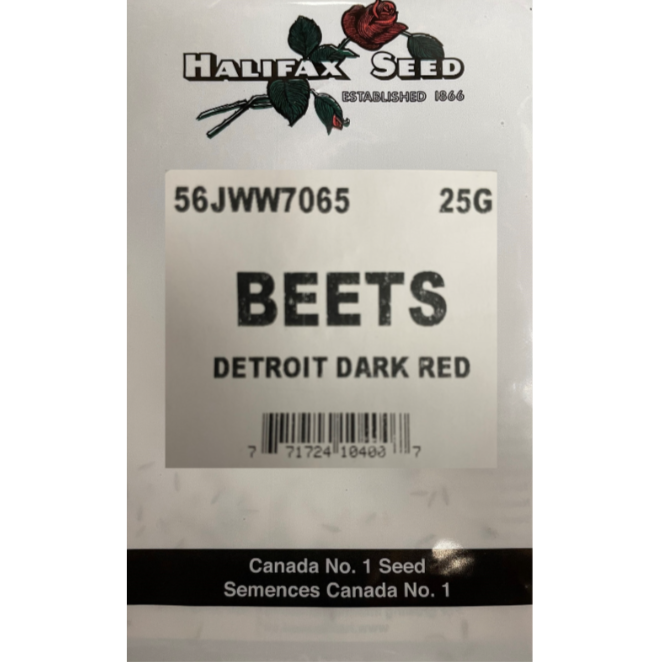 HALIFAX SEED
ESTABLISHED 1866
56JWW7065 25G
BEETS
DETROIT DARK RED
7 71724 10400 7
Canada No. 1 Seed
Semences Canada No. 1